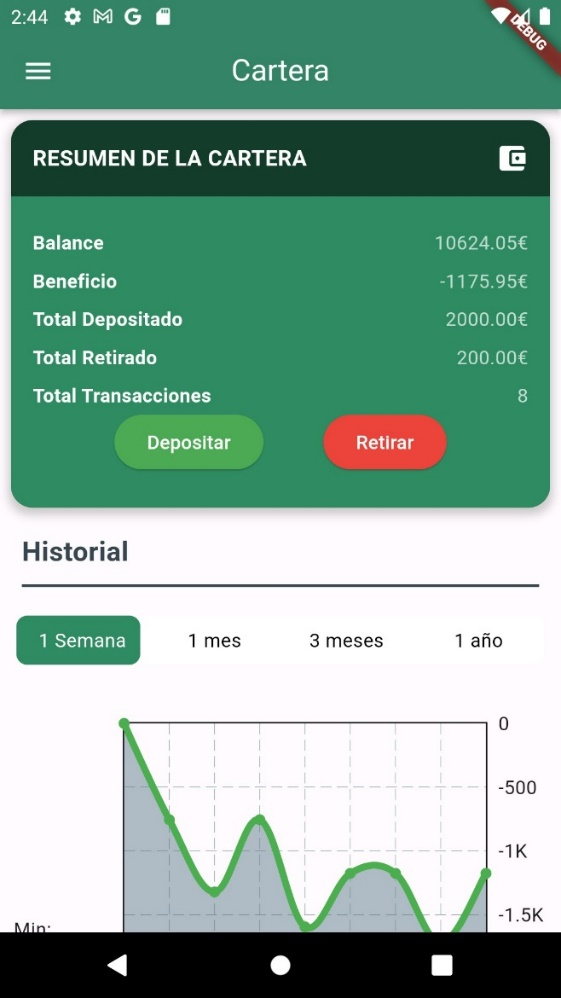 2:44
DEBUG
Cartera
RESUMEN DE LA CARTERA
Balance 10624.05€
Beneficio -1175.95€
Total Depositado 2000.00€
Total Retirado 200.00€
Total Transacciones 8
Depositar Retirar
Historial
1 Semana 1 mes 3 meses 1 año
0
-500
-1K
-1.5K
Min: